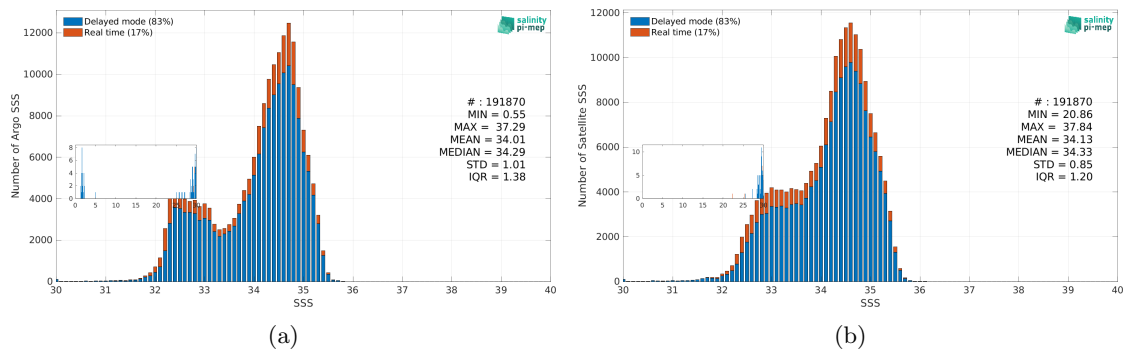 Delayed mode (83%)
Real time (17%)
salinity
pi-mep
Number of Argo SSS
12000
10000
8000
6000
4000
2000
0
# : 191870
MIN = 0.55
MAX = 37.29
MEAN = 34.01
MEDIAN = 34.29
STD = 1.01
IQR = 1.38
8
6
4
2
0
0 5 10 15 20 25 30
30 31 32 33 34 35 36 37 38 39 40
SSS
(a)
Delayed mode (83%)
Real time (17%)
salinity
pi-mep
Number of Satellite SSS
12000
10000
8000
6000
4000
2000
0
# : 191870
MIN = 20.86
MAX = 37.84
MEAN = 34.13
MEDIAN = 34.33
STD = 0.85
IQR = 1.20
10
5
0
0 5 10 15 20 25 30
30 31 32 33 34 35 36 37 38 39 40
SSS
(b)